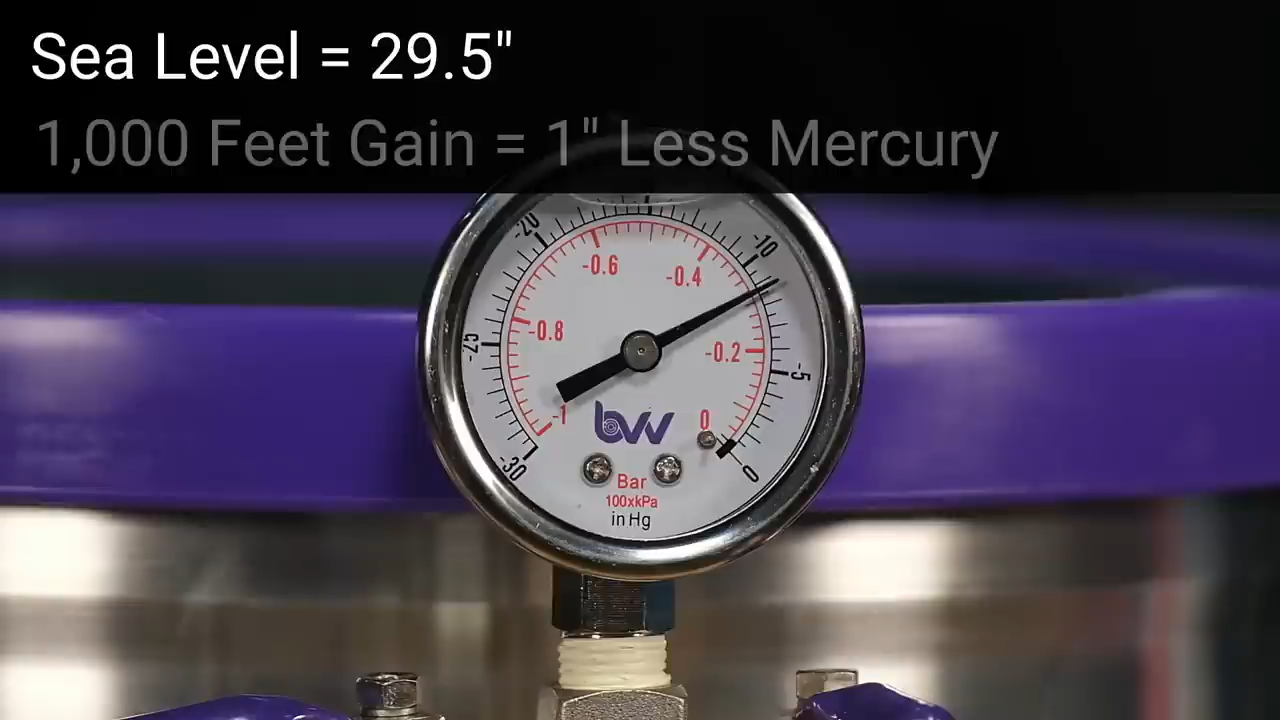 Sea Level = 29.5"
1,000 Feet Gain = 1" Less Mercury
-20
-10
-0.6
-0.4
-0.8
-0.2
-25
-5
-1
0
bvv
-30
0
Bar
100xkPa
in Hg